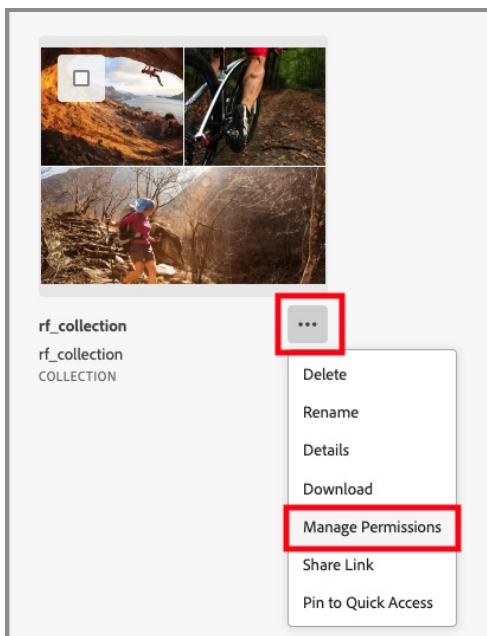 rf_collection
rf_collection
COLLECTION
Delete
Rename
Details
Download
Manage Permissions
Share Link
Pin to Quick Access